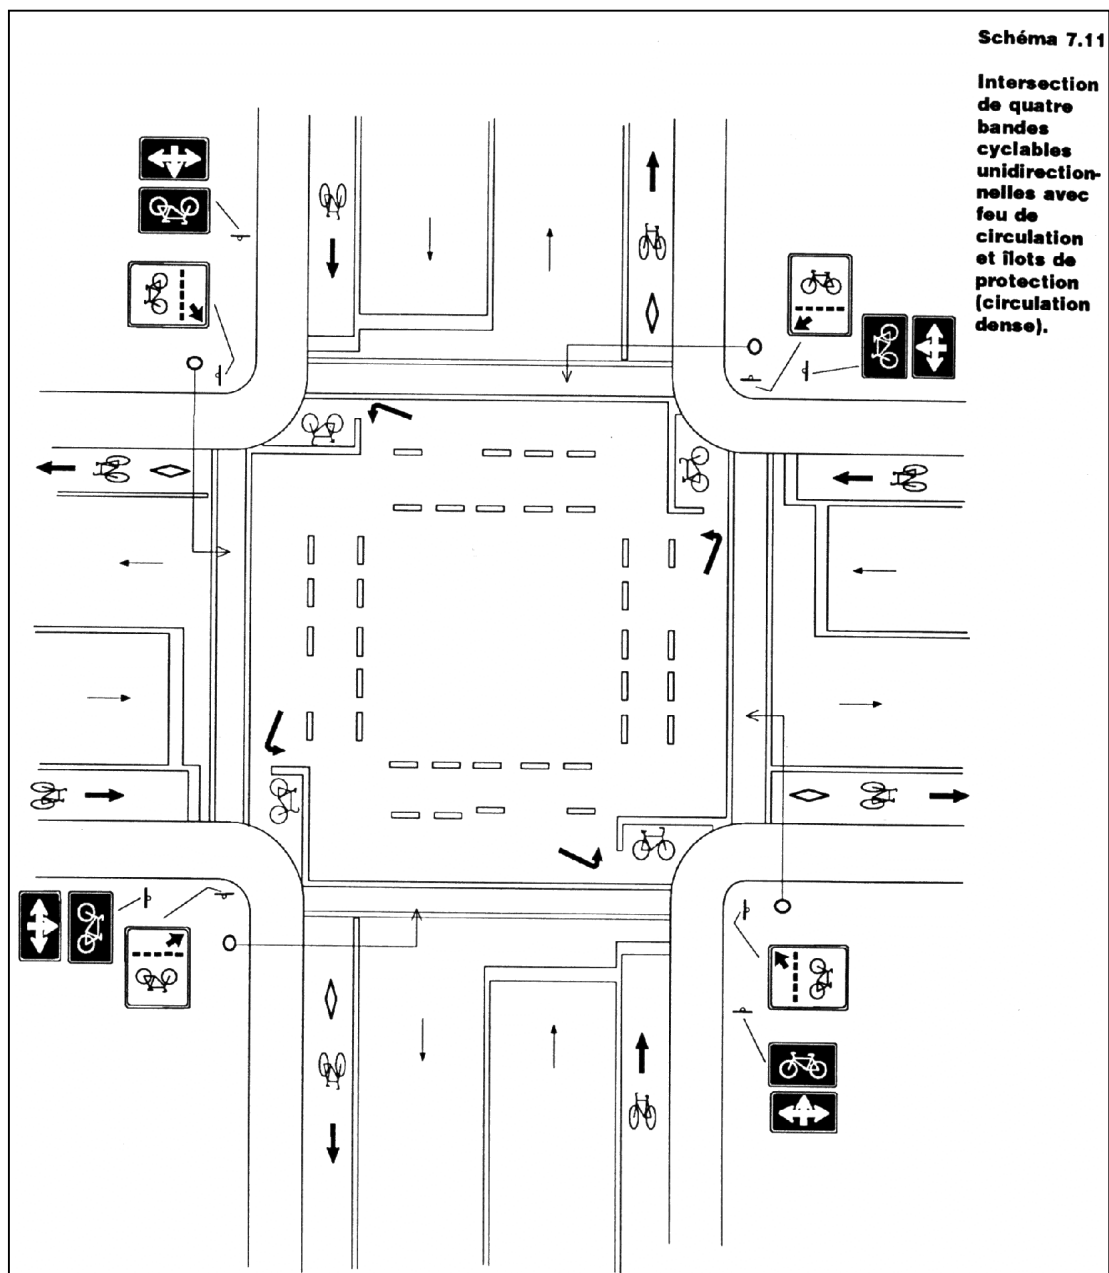 Schéma 7.11
Intersection
de quatre
bandes
cyclables
unidirection-
nelles avec
feu de
circulation
et îlots de
protection
(circulation
dense).